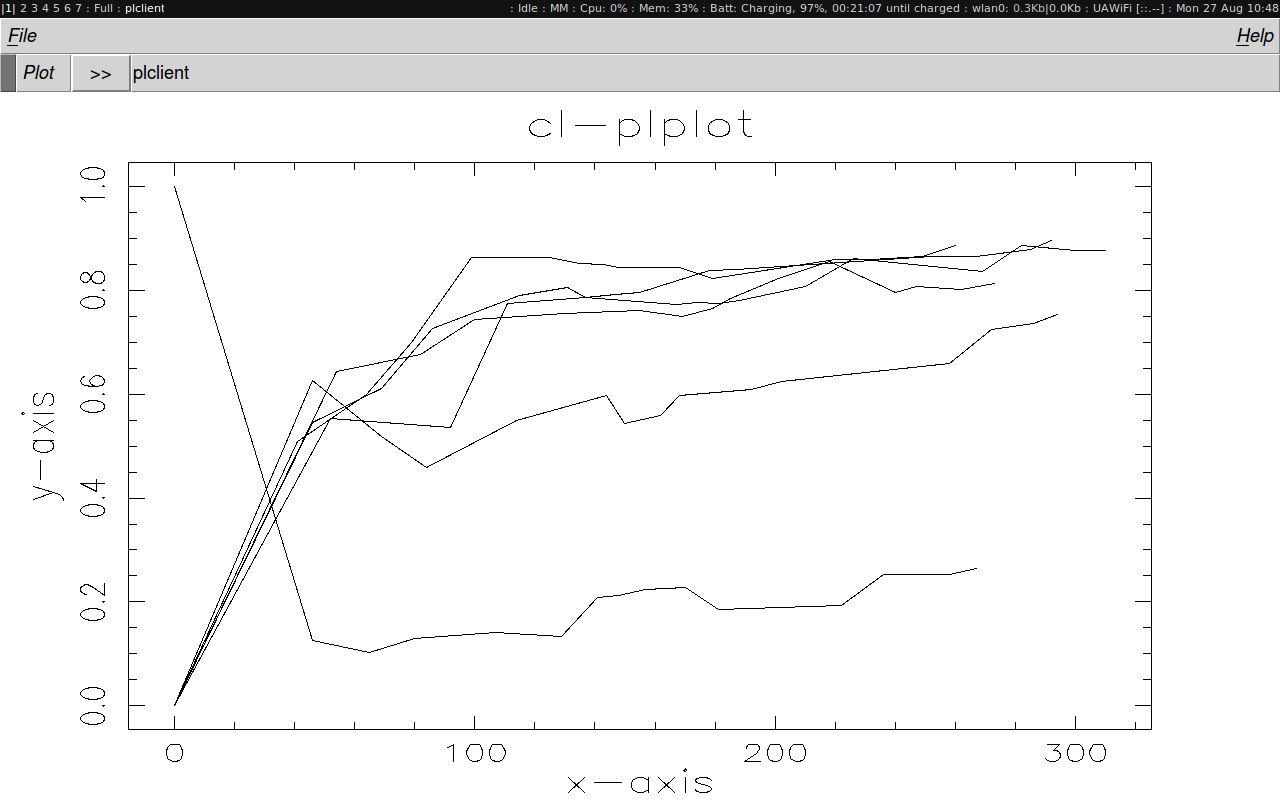 |1| 2 3 4 5 6 7 : Full : plclient : Idle : MM : Cpu: 0% : Mem: 33% : Batt: Charging, 97%, 00:21:07 until charged : wlan0: 0.3Kb|0.0Kb : UAWiFi [::.--] : Mon 27 Aug 10:48
File Help
Plot >> plclient
cl-plplot
1.0
0.8
0.6
0.4
0.2
0.0
y-axis
0 100 200 300
x-axis